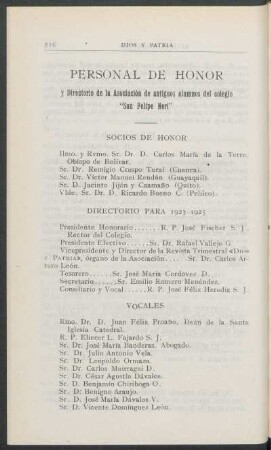 DIOS Y PATRIA
PERSONAL DE HONOR
y Directorio de la Asociación de antiguos alumnos del colegio
"San Felipe Neri"
SOCIOS DE HONOR
Ilmo. y Rvmo. Sr. Dr. D. Carlos María de la Torre,
Obispo de Bolívar.
Sr. Dr. Remigio Crespo Toral (Cuenca).
Sr. Dr. Víctor Manuel Rendón (Guayaquil).
Sr. D. Jacinto Jijón y Caamaño (Quito).
Vble. Sr. Dr. D. Ricardo Bueno C. (Pelileo).
DIRECTORIO PARA 1923-1925
Presidente Honorario....... R. P. José Fischer S. J.
Rector del Colegio.
Presidente Efectivo....... Sr. Rafael Vallejo G.
Vicepresidente y Director de la Revista Trimestral «Dios
y PATRIA», órgano de la Asociación..... Sr. Dr. Carlos Ar-
turo León.
Tesorero...... Sr. José María Cordovez D.
Secretario...... Sr. Emilio Romero Menéndez.
Consiliario y Vocal....... R. P. José Félix Heredia S. J.
VOCALES.
Rmo. Dr. D. Juan Félix Proaño, Deán de la Santa
Iglesia Catedral.
R. P. Eliecer L. Fajardo S. J.
Sr. Dr. José María Banderas, Abogado.
Sr. Dr. Julio Antonio Vela.
Sr. Dr. Leopoldo Ormaza.
Sr. Dr. Carlos
Sr. Dr. César Agustín Dávalos.
Sr. D. Benjamín Chiriboga O.
Sr. D. Benigno Araujo.
Sr. D. José María Dávalos V.
Sr. D. Vicente Domínguez León.